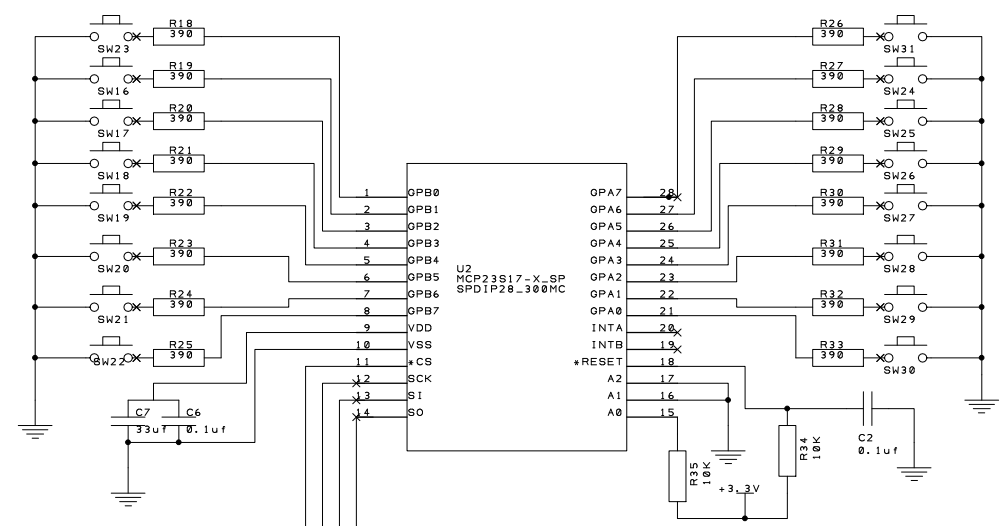 R18
390
SW23
R19
390
SW16
R20
390
SW17
R21
390
SW18
R22
390
SW19
R23
390
SW20
R24
390
SW21
R25
390
SW22
R26
390
SW31
R27
390
SW24
R28
390
SW25
R29
390
SW26
R30
390
SW27
R31
390
SW28
R32
390
SW29
R33
390
SW30
1 GPB0
2 GPB1
3 GPB2
4 GPB3
5 GPB4
6 GPB5
7 GPB6
8 GPB7
9 VDD
10 VSS
11 *CS
12 SCK
13 SI
14 SO
U2
MCP23S17-X_SP
SPDIP28_300MC
GPA7 28
GPA6 27
GPA5 26
GPA4 25
GPA3 24
GPA2 23
GPA1 22
GPA0 21
INTA 20
INTB 19
*RESET 18
A2 17
A1 16
A0 15
C7
33uf
C6
0.1uf
R35
10K
+3.3V
R34
10K
C2
0.1uf